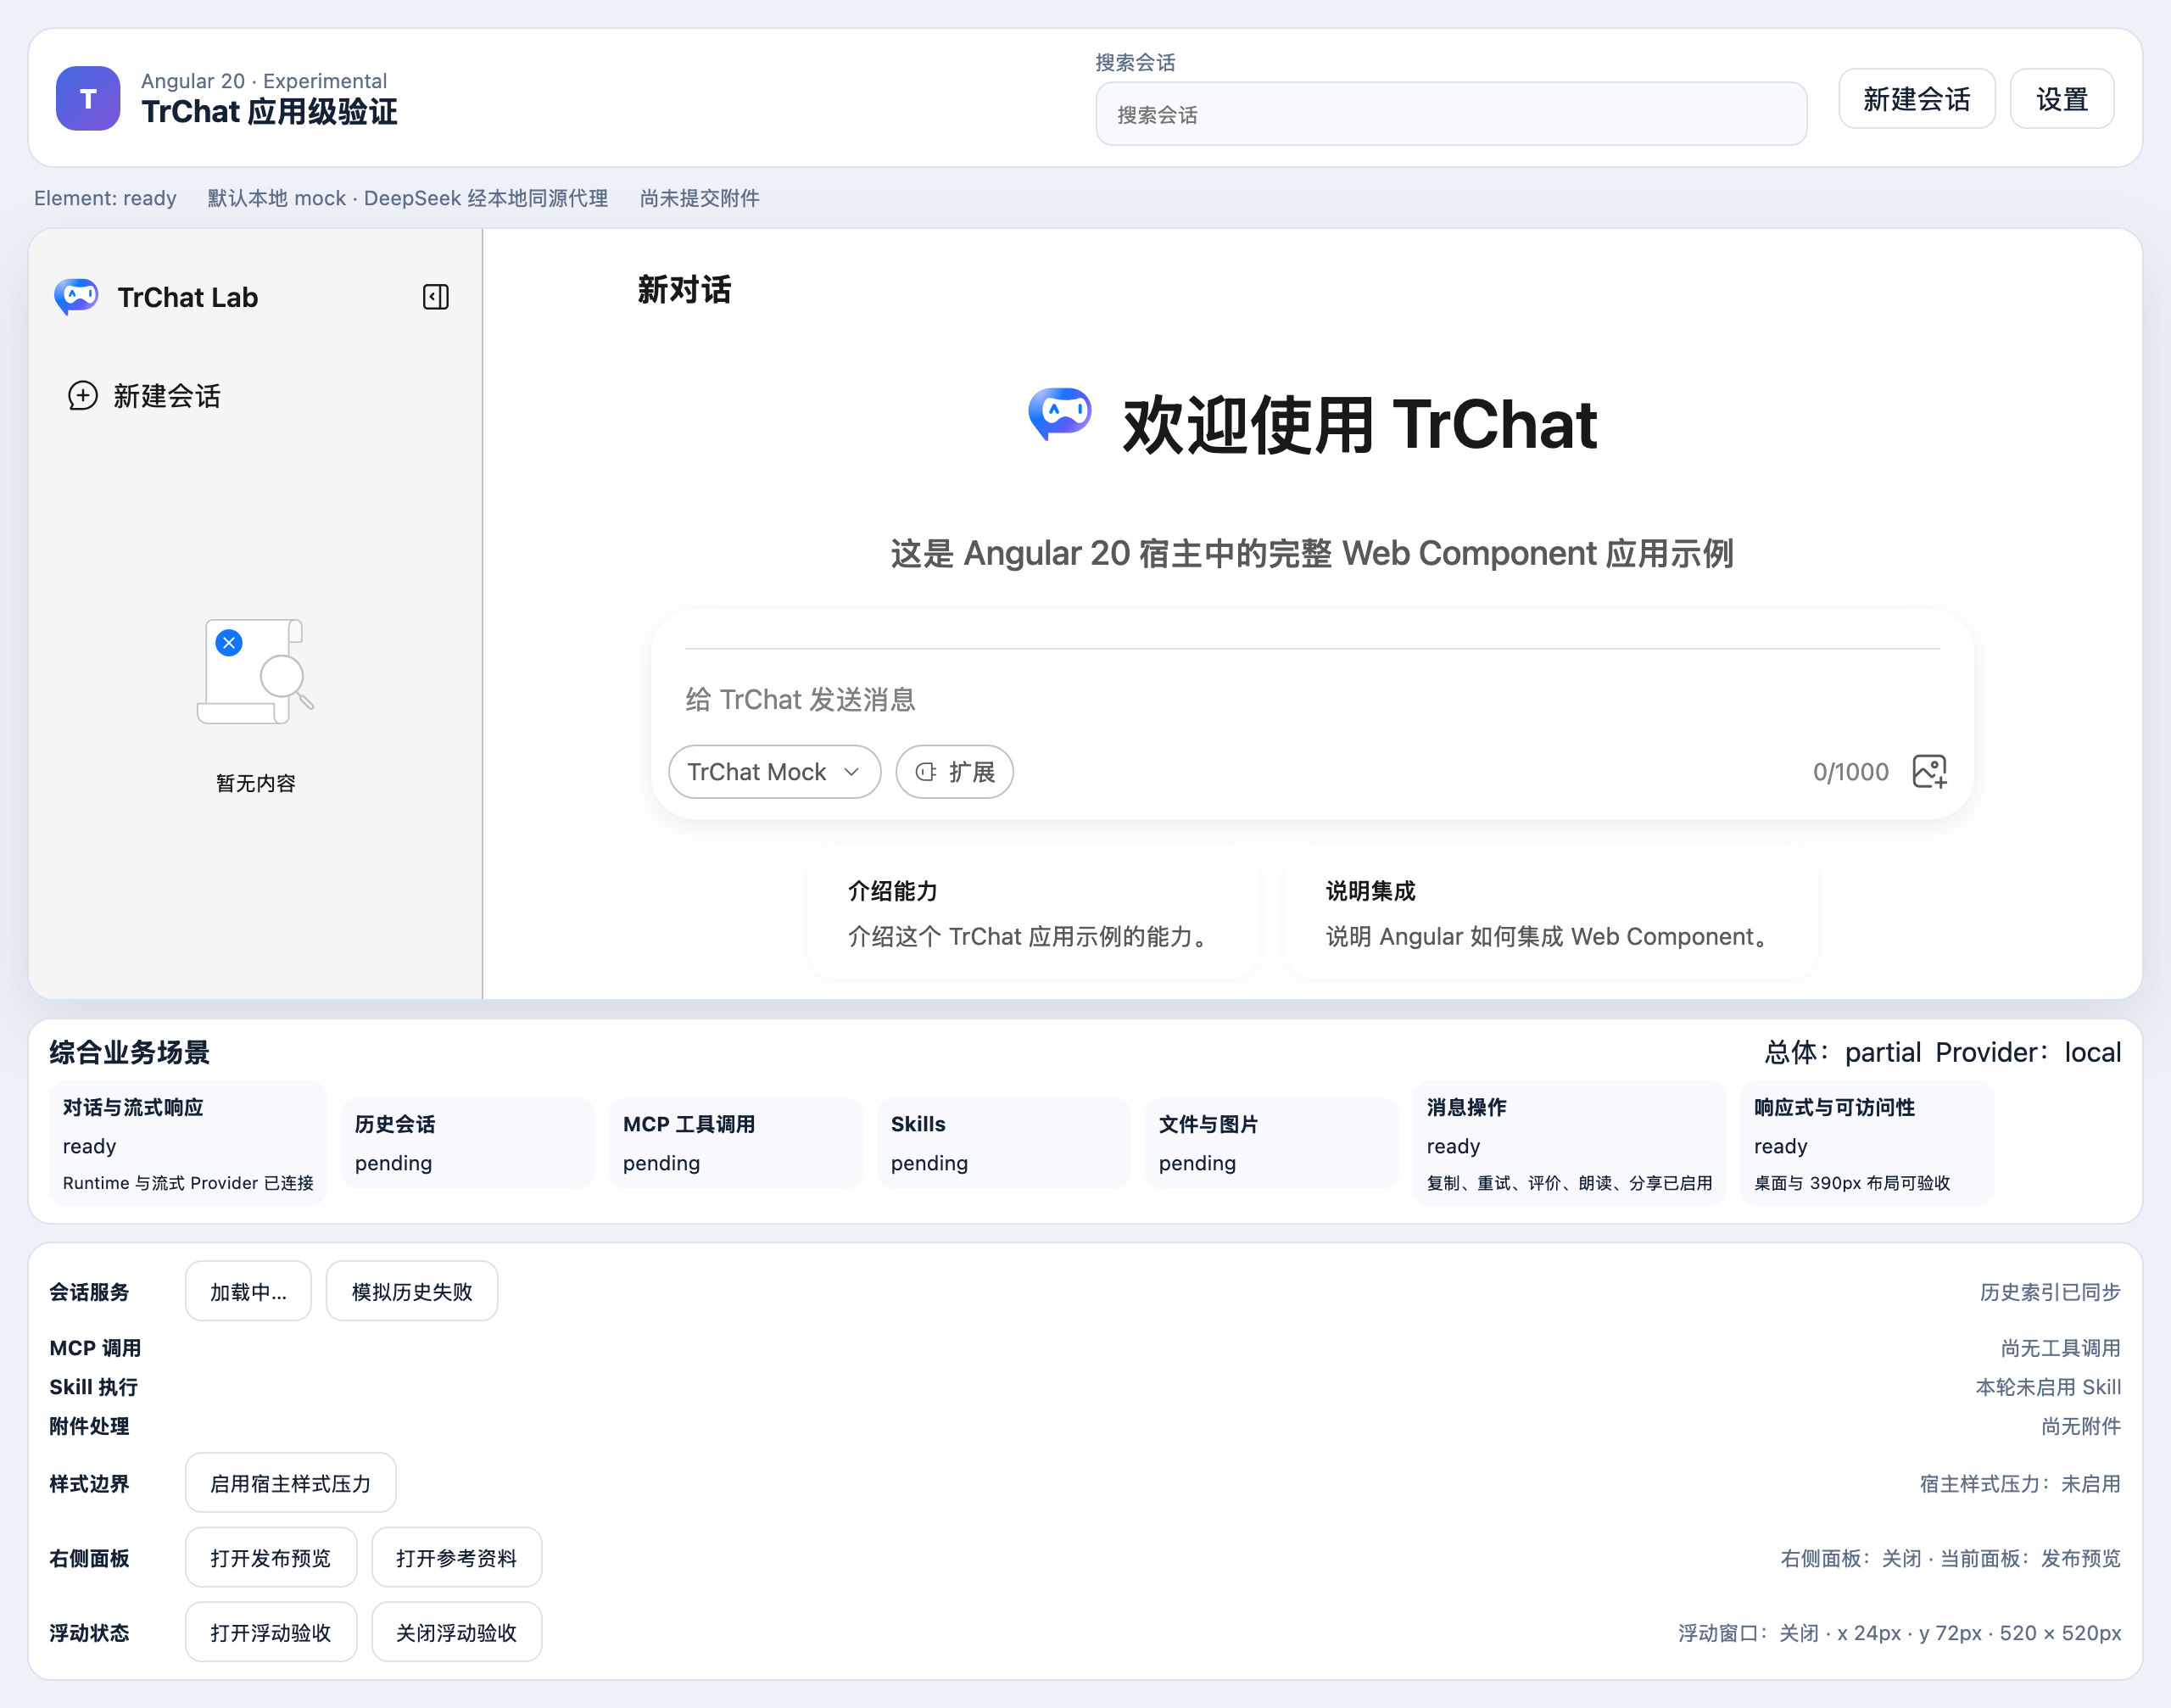 T
Angular 20 · Experimental
TrChat 应用级验证
搜索会话
搜索会话
新建会话
设置
Element: ready
默认本地 mock · DeepSeek 经本地同源代理
尚未提交附件
TrChat Lab
新建会话
暂无内容
新对话
欢迎使用 TrChat
这是 Angular 20 宿主中的完整 Web Component 应用示例
给 TrChat 发送消息
TrChat Mock
扩展
0/1000
介绍能力
介绍这个 TrChat 应用示例的能力。
说明集成
说明 Angular 如何集成 Web Component。
综合业务场景
总体：partial Provider：local
对话与流式响应
ready
Runtime 与流式 Provider 已连接
历史会话
pending
MCP 工具调用
pending
Skills
pending
文件与图片
pending
消息操作
ready
复制、重试、评价、朗读、分享已启用
响应式与可访问性
ready
桌面与 390px 布局可验收
会话服务
加载中...
模拟历史失败
历史索引已同步
MCP 调用
尚无工具调用
Skill 执行
本轮未启用 Skill
附件处理
尚无附件
样式边界
启用宿主样式压力
宿主样式压力：未启用
右侧面板
打开发布预览
打开参考资料
右侧面板：关闭 · 当前面板：发布预览
浮动状态
打开浮动验收
关闭浮动验收
浮动窗口：关闭 · x 24px · y 72px · 520 × 520px